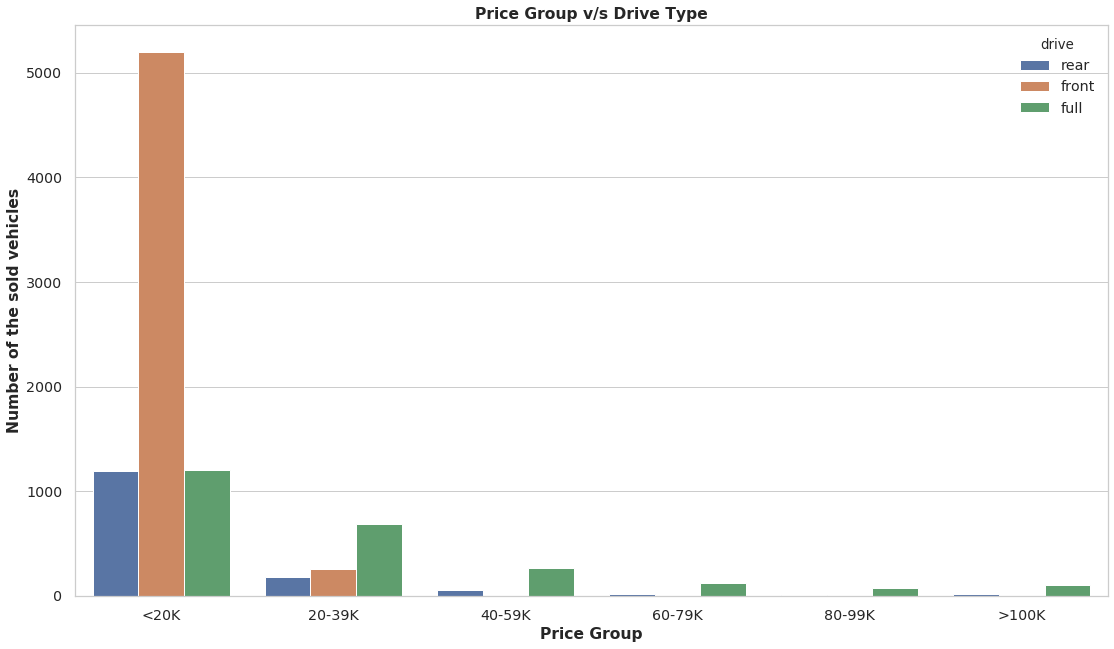 Price Group v/s Drive Type
drive
rear
front
full
Number of the sold vehicles
5000
4000
3000
2000
1000
0
<20K
20-39K
40-59K
60-79K
80-99K
>100K
Price Group